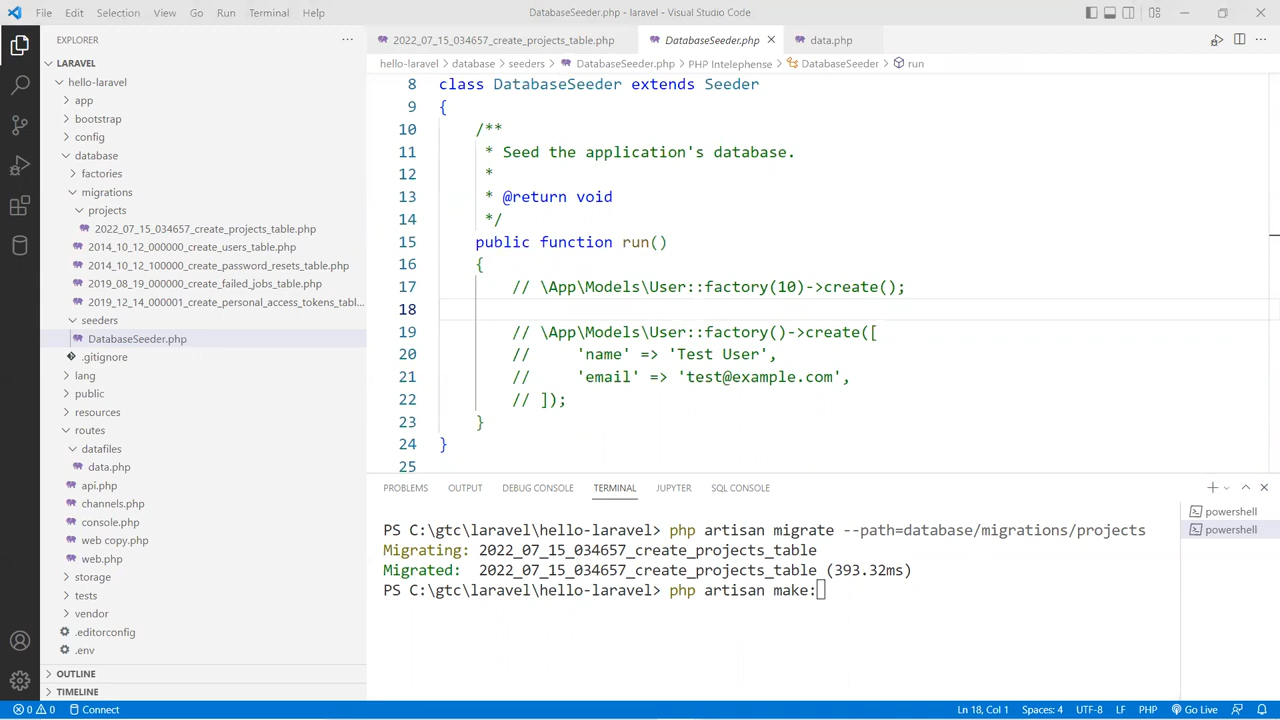 File Edit Selection View Go Run Terminal Help
DatabaseSeeder.php - laravel - Visual Studio Code
EXPLORER
LARAVEL
hello-laravel
app
bootstrap
config
database
factories
migrations
projects
2022_07_15_034657_create_projects_table.php
2014_10_12_000000_create_users_table.php
2014_10_12_100000_create_password_resets_table.php
2019_08_19_000000_create_failed_jobs_table.php
2019_12_14_000001_create_personal_access_tokens_tabl...
seeders
DatabaseSeeder.php
.gitignore
lang
public
resources
routes
datafiles
data.php
api.php
channels.php
console.php
web copy.php
web.php
storage
tests
vendor
.editorconfig
.env
OUTLINE
TIMELINE
2022_07_15_034657_create_projects_table.php DatabaseSeeder.php data.php
hello-laravel > database > seeders > DatabaseSeeder.php > PHP Intelephense > DatabaseSeeder > run
8 class DatabaseSeeder extends Seeder
9 {
10 /**
11 * Seed the application's database.
12 *
13 * @return void
14 */
15 public function run()
16 {
17 // \App\Models\User::factory(10)->create();
18
19 // \App\Models\User::factory()->create([
20 // 'name' => 'Test User',
21 // 'email' => 'test@example.com',
22 // ]);
23 }
24 }
25
PROBLEMS OUTPUT DEBUG CONSOLE TERMINAL JUPYTER SQL CONSOLE
PS C:\gtc\laravel\hello-laravel> php artisan migrate --path=database/migrations/projects
Migrating: 2022_07_15_034657_create_projects_table
Migrated: 2022_07_15_034657_create_projects_table (393.32ms)
PS C:\gtc\laravel\hello-laravel> php artisan make:
powershell
powershell
0 0 Connect
Ln 18, Col 1 Spaces: 4 UTF-8 LF PHP Go Live